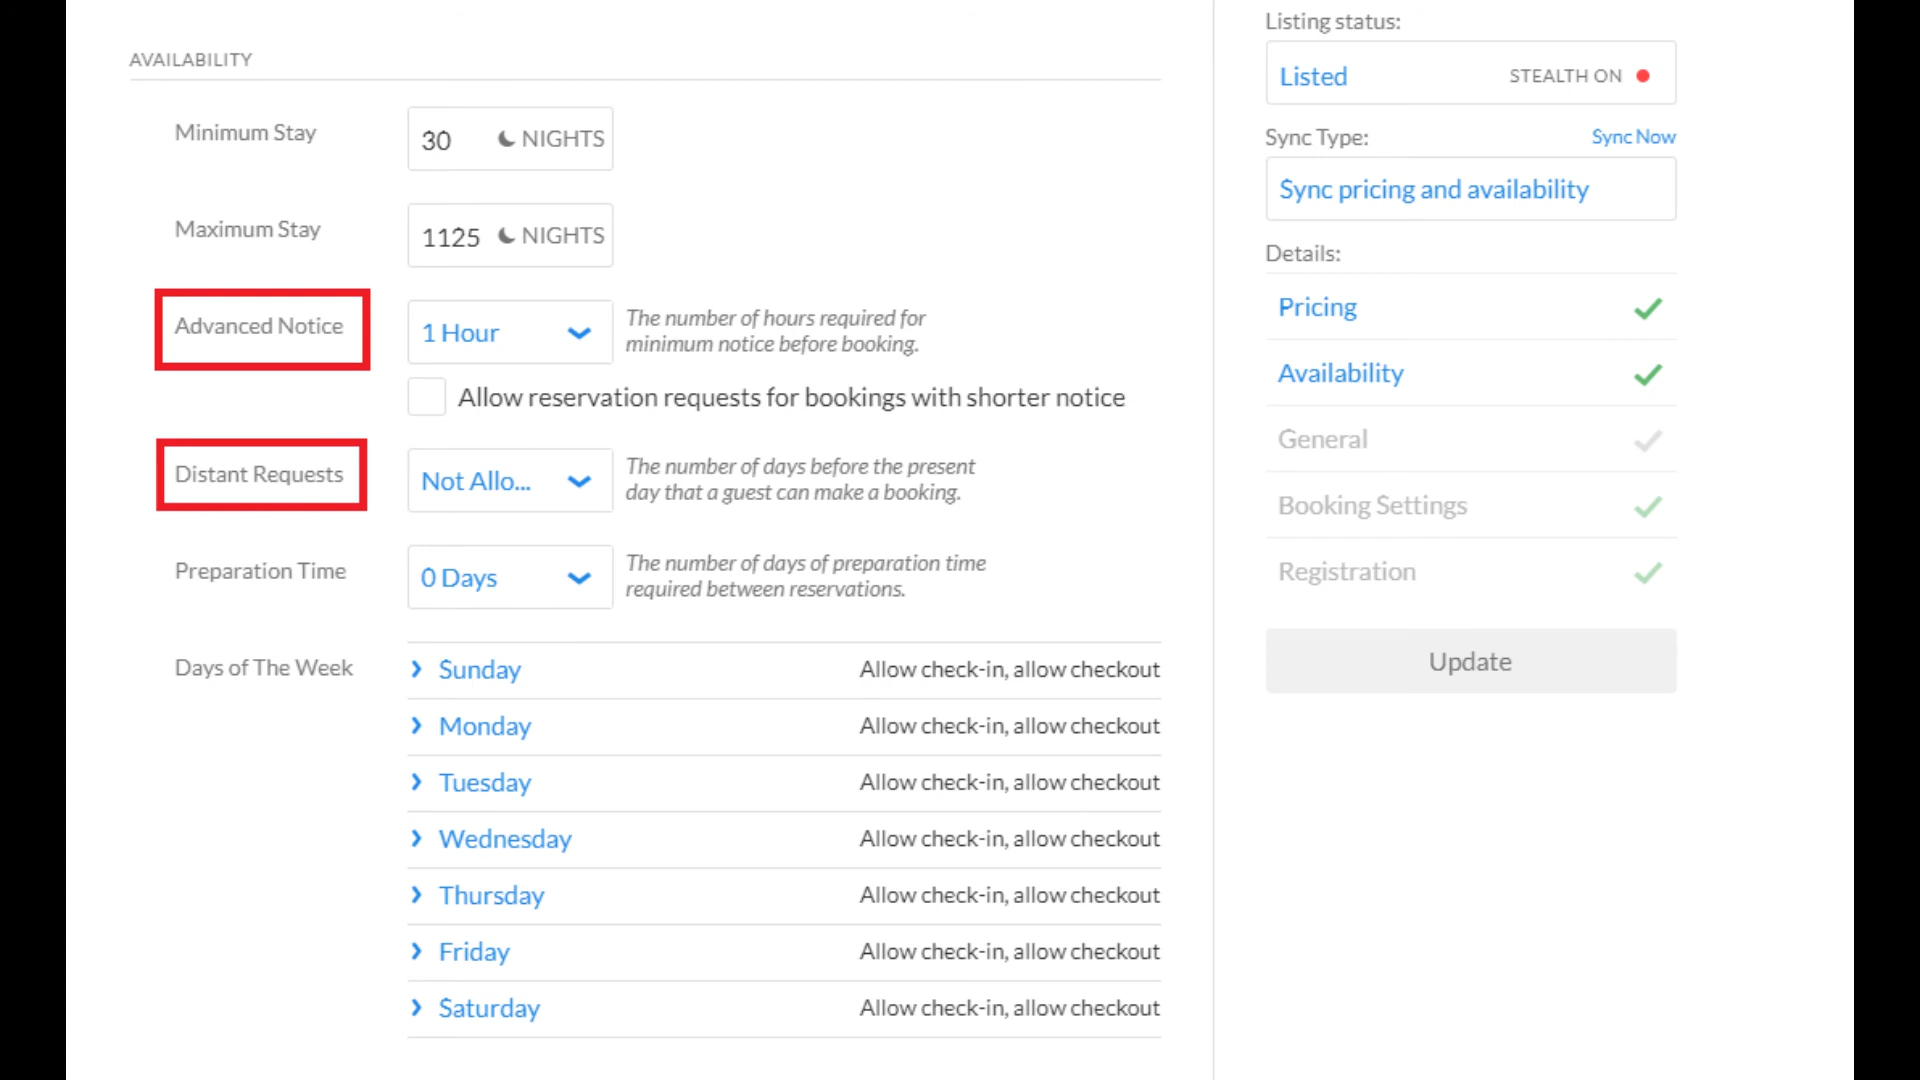 AVAILABILITY
Minimum Stay
30 NIGHTS
Maximum Stay
1125 NIGHTS
Advanced Notice
1 Hour
The number of hours required for
minimum notice before booking.
Allow reservation requests for bookings with shorter notice
Distant Requests
Not Allo...
The number of days before the present
day that a guest can make a booking.
Preparation Time
0 Days
The number of days of preparation time
required between reservations.
Days of The Week
Sunday Allow check-in, allow checkout
Monday Allow check-in, allow checkout
Tuesday Allow check-in, allow checkout
Wednesday Allow check-in, allow checkout
Thursday Allow check-in, allow checkout
Friday Allow check-in, allow checkout
Saturday Allow check-in, allow checkout
Listing status:
Listed STEALTH ON
Sync Type: Sync Now
Sync pricing and availability
Details:
Pricing
Availability
General
Booking Settings
Registration
Update